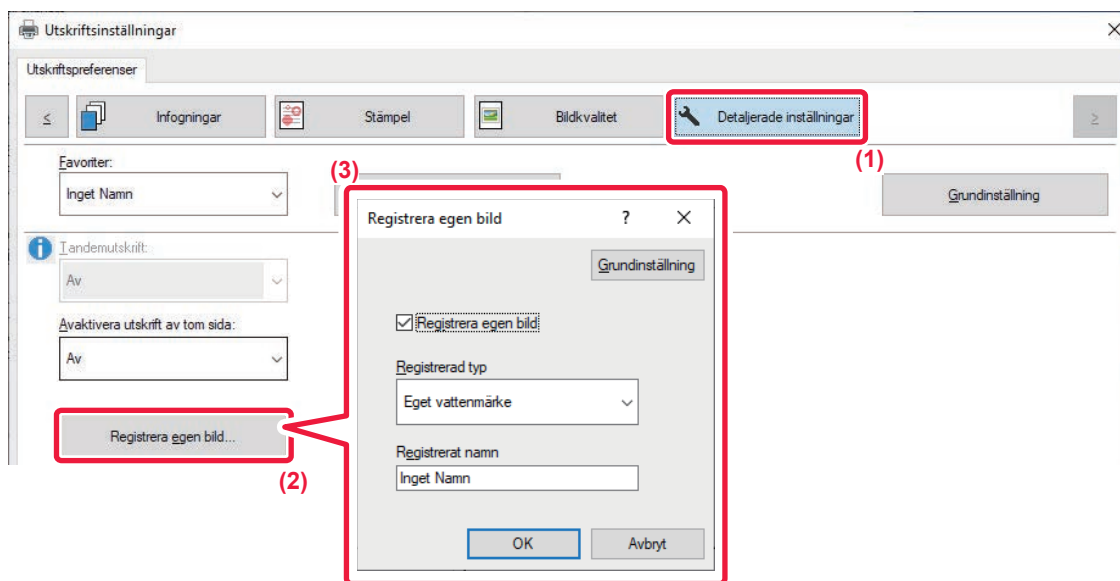 Utskriftsinställningar
Utskriftspreferenser
<
Infogningar
Stämpel
Bildkvalitet
Detaljerade inställningar
>
(1)
Favoriter:
Inget Namn
(3)
Grundinställning
Tandemutskrift:
Av
Avaktivera utskrift av tom sida:
Av
Registrera egen bild...
(2)
Registrera egen bild
?
Grundinställning
Registrera egen bild
Registrerad typ
Eget vattenmärke
Registrerat namn
Inget Namn
OK
Avbryt